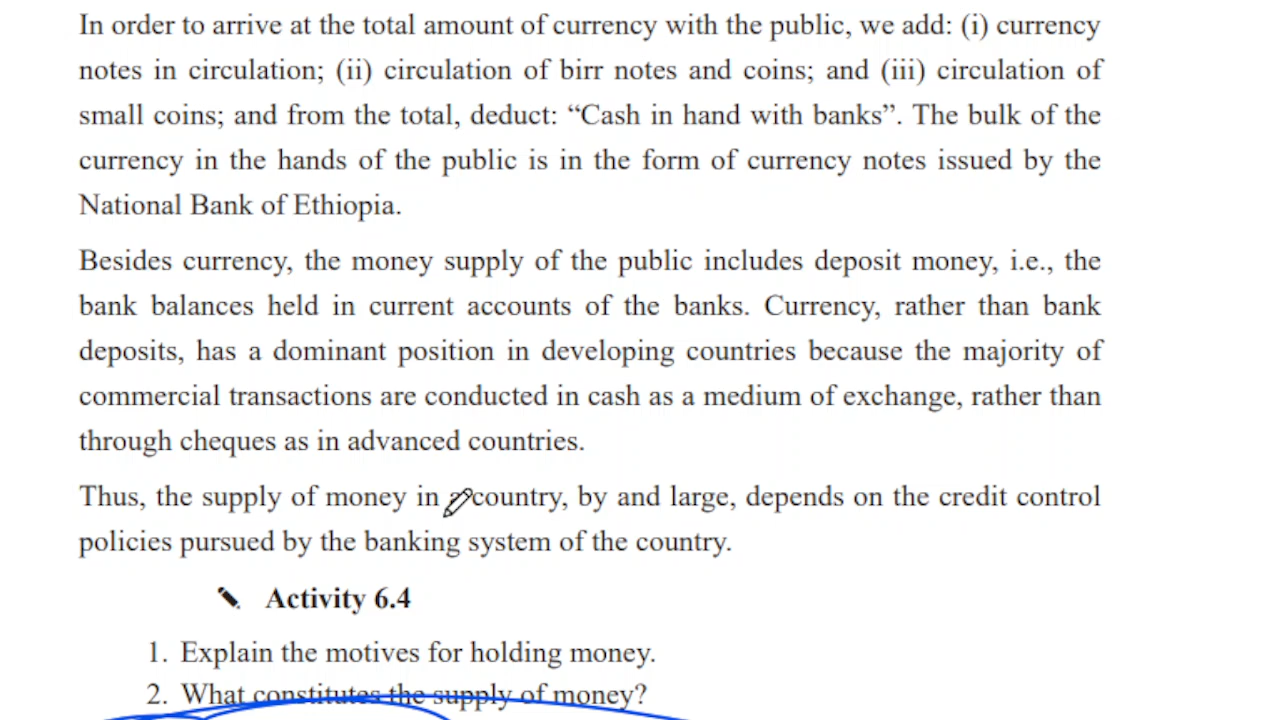 In order to arrive at the total amount of currency with the public, we add: (i) currency
notes in circulation; (ii) circulation of birr notes and coins; and (iii) circulation of
small coins; and from the total, deduct: “Cash in hand with banks”. The bulk of the
currency in the hands of the public is in the form of currency notes issued by the
National Bank of Ethiopia.
Besides currency, the money supply of the public includes deposit money, i.e., the
bank balances held in current accounts of the banks. Currency, rather than bank
deposits, has a dominant position in developing countries because the majority of
commercial transactions are conducted in cash as a medium of exchange, rather than
through cheques as in advanced countries.
Thus, the supply of money in country, by and large, depends on the credit control
policies pursued by the banking system of the country.
Activity 6.4
1. Explain the motives for holding money.
2. What constitutes the supply of money?